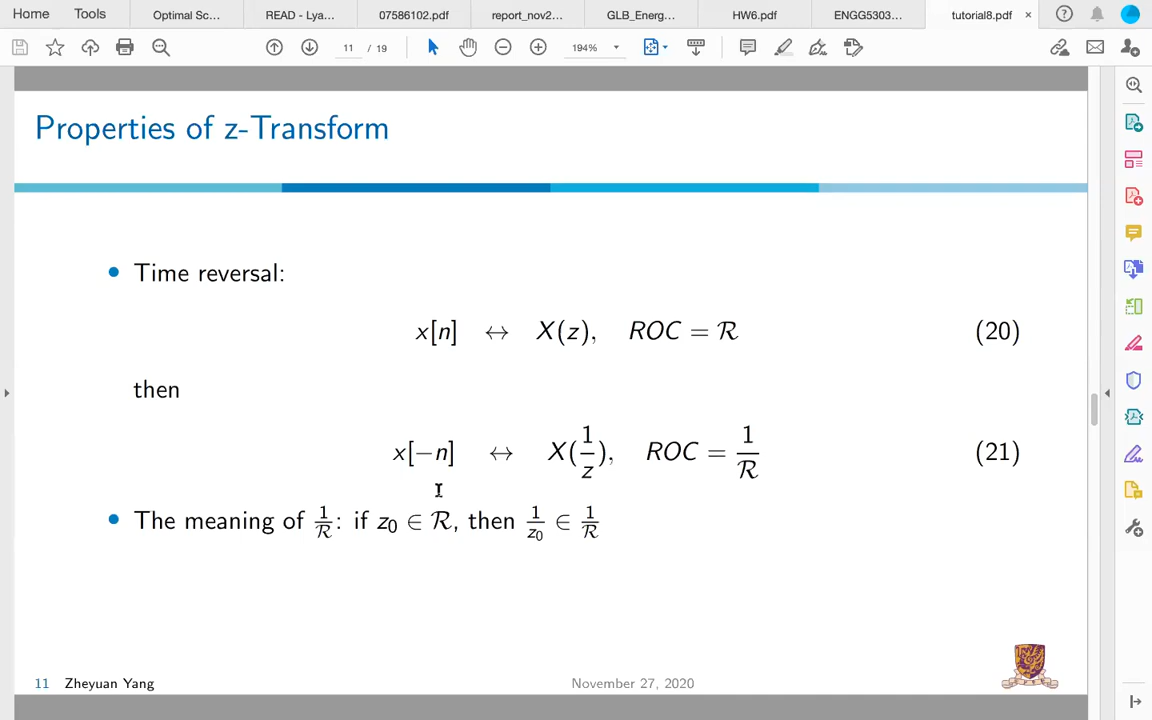 Home Tools Optimal Sc... READ - Lya... 07586102.pdf report_nov2... GLB_Energ... HW6.pdf ENGG5303... tutorial8.pdf ×
11 / 19 194%
Properties of z-Transform
• Time reversal:
x[n] ↔ X(z), ROC = ℛ (20)
then
x[−n] ↔ X(1/z), ROC = 1/ℛ (21)
• The meaning of 1/ℛ: if z₀ ∈ ℛ, then 1/z₀ ∈ 1/ℛ
11 Zheyuan Yang November 27, 2020